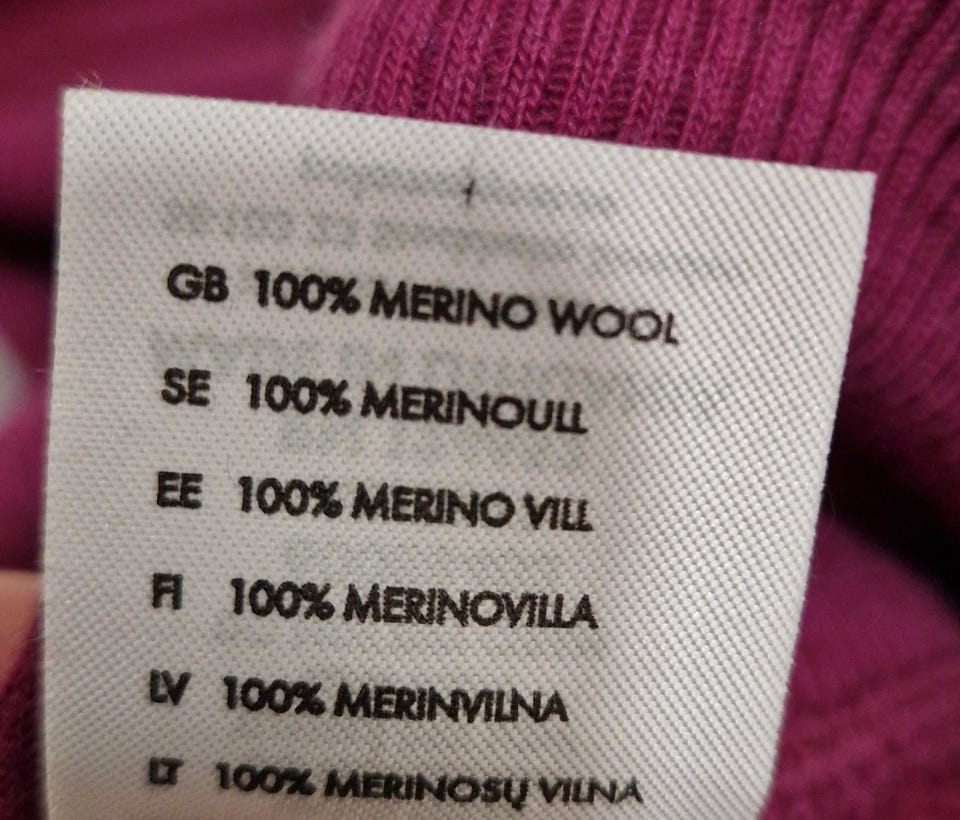 GB 100% MERINO WOOL
SE 100% MERINOULL
EE 100% MERINO VILL
FI 100% MERINOVILLA
LV 100% MERINVILNA
LT 100% MERINOSŲ VILNA